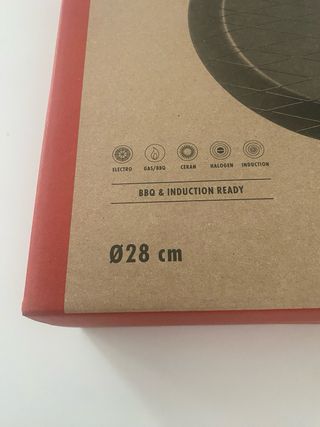 ELECTRO GAS/BBQ CERAN HALOGEN INDUCTION
BBQ & INDUCTION READY
Ø28 cm